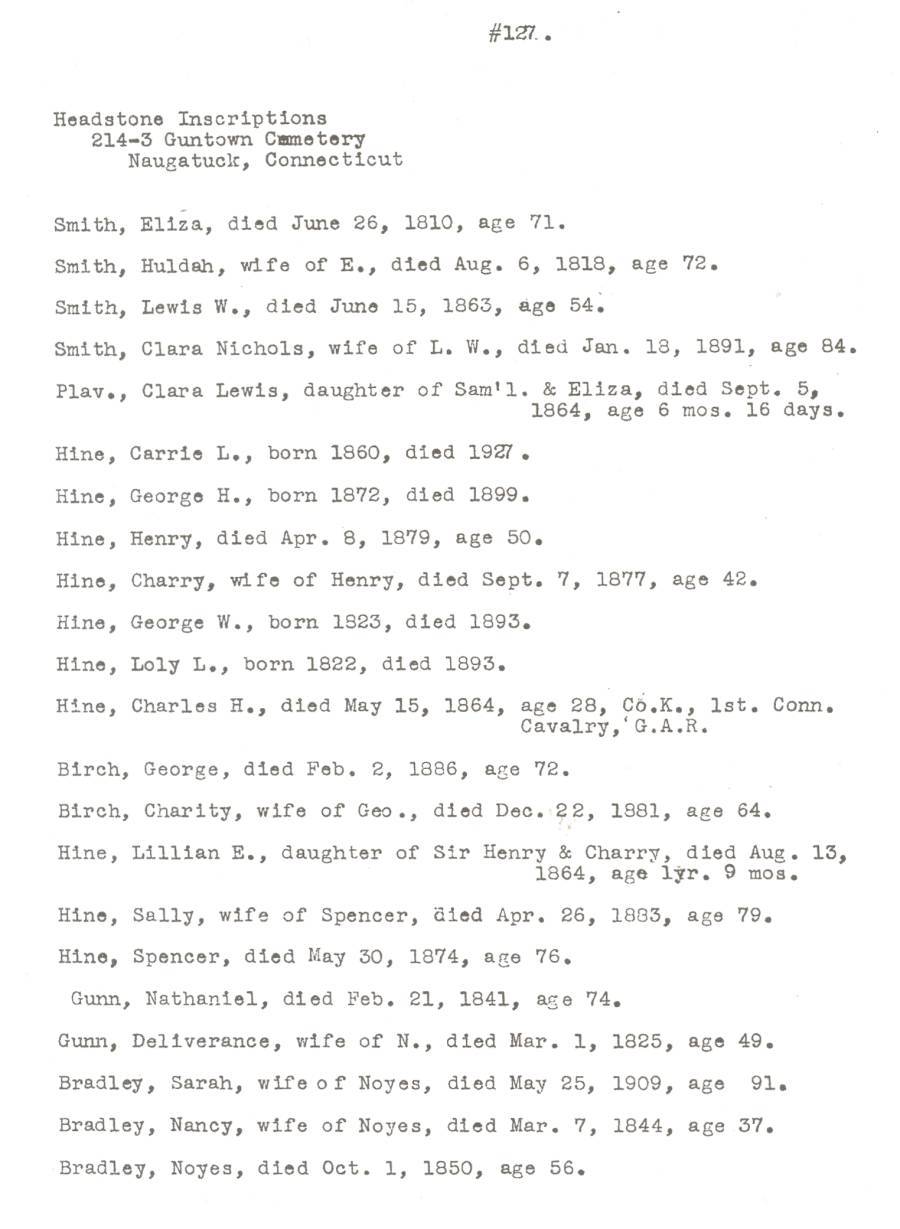 #127.
Headstone Inscriptions
214-3 Guntown Cemetery
Naugatuck, Connecticut
Smith, Eliza, died June 26, 1810, age 71.
Smith, Huldah, wife of E., died Aug. 6, 1818, age 72.
Smith, Lewis W., died June 15, 1863, age 54.
Smith, Clara Nichols, wife of L. W., died Jan. 18, 1891, age 84.
Plav., Clara Lewis, daughter of Sam'l. & Eliza, died Sept. 5,
1864, age 6 mos. 16 days.
Hine, Carrie L., born 1860, died 1927.
Hine, George H., born 1872, died 1899.
Hine, Henry, died Apr. 8, 1879, age 50.
Hine, Charry, wife of Henry, died Sept. 7, 1877, age 42.
Hine, George W., born 1823, died 1893.
Hine, Loly L., born 1822, died 1893.
Hine, Charles H., died May 15, 1864, age 28, Co.K., 1st. Conn.
Cavalry, G.A.R.
Birch, George, died Feb. 2, 1886, age 72.
Birch, Charity, wife of Geo., died Dec. 22, 1881, age 64.
Hine, Lillian E., daughter of Sir Henry & Charry, died Aug. 13,
1864, age 1yr. 9 mos.
Hine, Sally, wife of Spencer, died Apr. 26, 1883, age 79.
Hine, Spencer, died May 30, 1874, age 76.
Gunn, Nathaniel, died Feb. 21, 1841, age 74.
Gunn, Deliverance, wife of N., died Mar. 1, 1825, age 49.
Bradley, Sarah, wife of Noyes, died May 25, 1909, age 91.
Bradley, Nancy, wife of Noyes, died Mar. 7, 1844, age 37.
Bradley, Noyes, died Oct. 1, 1850, age 56.